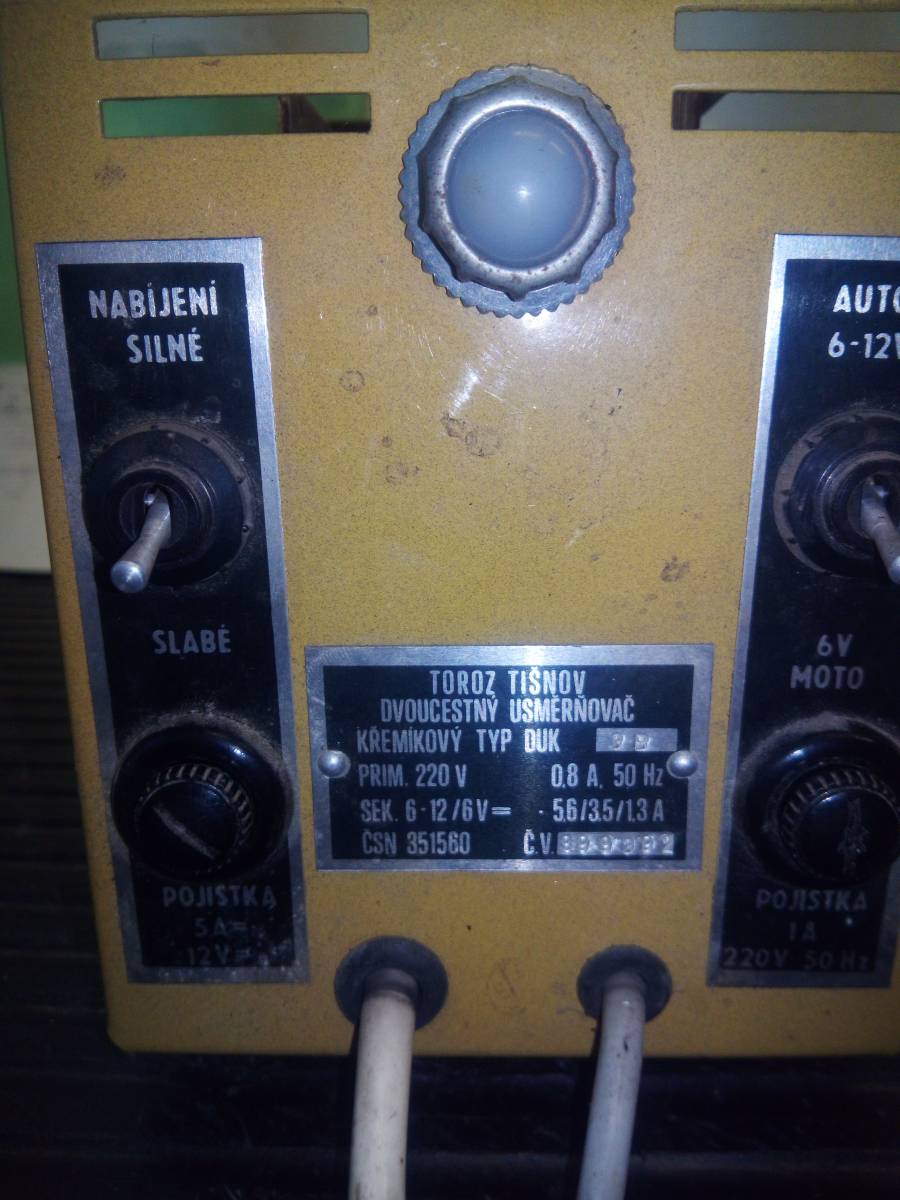 NABÍJENÍ
SILNÉ
SLABÉ
POJISTKA
5A=
12V=
TOROZ TIŠNOV
DVOUCESTNÝ USMĚRŇOVAČ
KŘEMÍKOVÝ TYP DUK
PRIM. 220 V 0,8 A, 50 Hz
SEK. 6-12/6V= · 5,6/3,5/1,3 A
ČSN 351560 Č.V.
AUTO
6-12V
6V
MOTO
POJISTKA
1A
220V 50 Hz